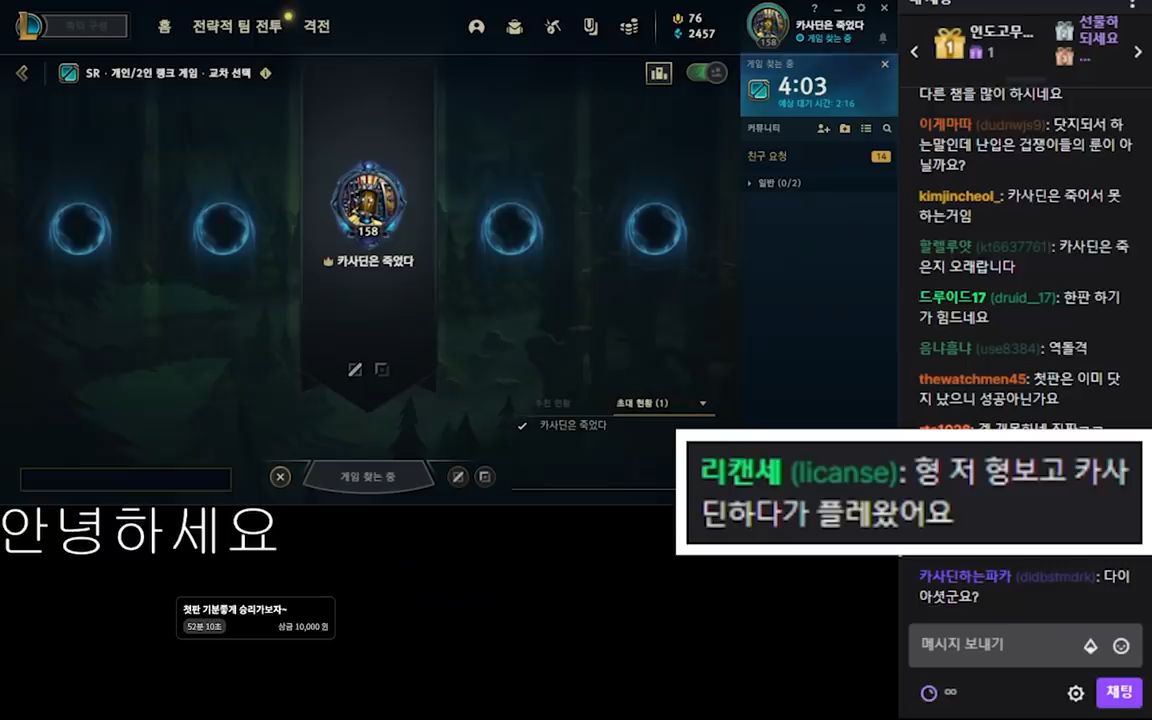 홈
전략적 팀 전투
격전
76
2457
카사딘은 죽었다
게임 찾는 중
158
SR · 개인/2인 랭크 게임 · 교차 선택
게임 찾는 중
4:03
예상 대기 시간: 2:16
커뮤니티
친구 요청
14
일반 (0/2)
158
카사딘은 죽었다
초대 현황 (1)
카사딘은 죽었다
게임 찾는 중
안녕하세요
첫판 기분좋게 승리가보자~
52분 10초
상금 10,000 원
1
인도고무...
1
2
선물하
되세요
3
...
다른 챔을 많이 하시네요
이게마따 (dudnwjs9): 닷지되서 하
는말인데 난입은 겁쟁이들의 룬이 아
닐까요?
kimjincheol_: 카사딘은 죽어서 못
하는거임
할렐루얏 (kt6637761): 카사딘은 죽
은지 오래랍니다
드루이드17 (druid__17): 한판 하기
가 힘드네요
음냐흠냐 (use8384): 역돌격
thewatchmen45: 첫판은 이미 닷
지 났으니 성공아닌가요
리캔세 (licanse): 형 저 형보고 카사
딘하다가 플레왔어요
카사딘하는파카 (didbstmdrk): 다이
아셧군요?
메시지 보내기
채팅